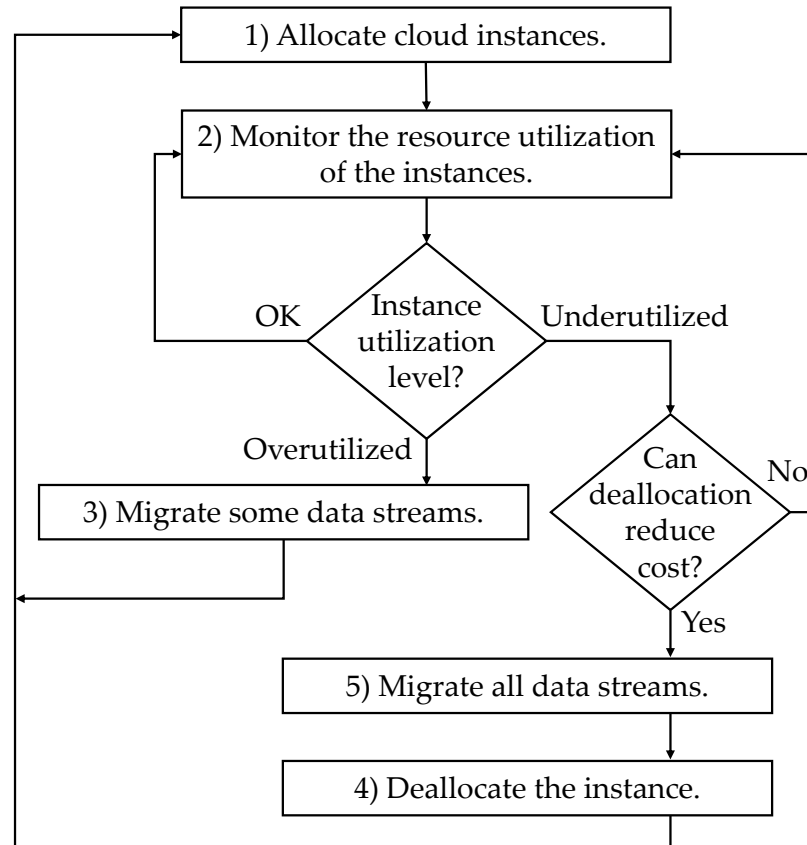 1) Allocate cloud instances.
2) Monitor the resource utilization
of the instances.
OK
Instance
utilization
level?
Underutilized
Overutilized
Can
deallocation
reduce
cost?
No
3) Migrate some data streams.
Yes
5) Migrate all data streams.
4) Deallocate the instance.